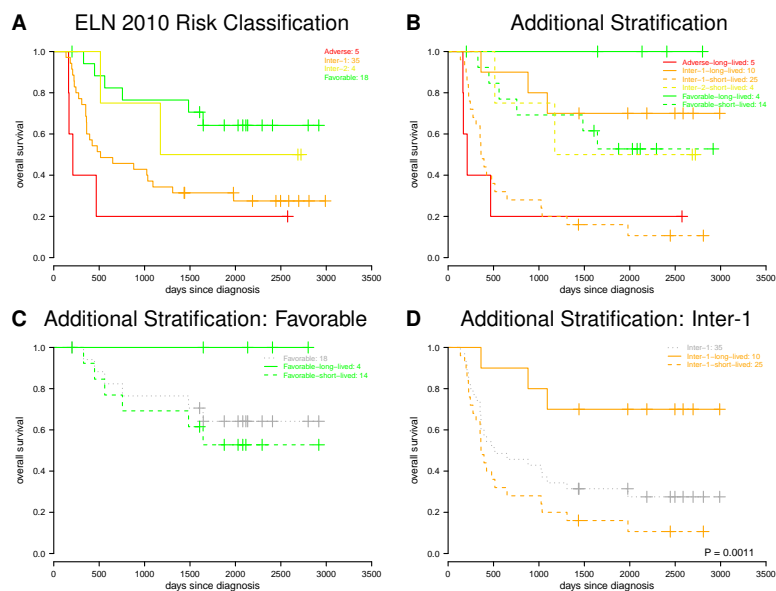 A ELN 2010 Risk Classification
overall survival
1.0
0.8
0.6
0.4
0.2
0.0
Adverse: 5
Inter-1: 35
Inter-2: 4
Favorable: 18
0 500 1000 1500 2000 2500 3000 3500
days since diagnosis
B Additional Stratification
overall survival
1.0
0.8
0.6
0.4
0.2
0.0
Adverse-long-lived: 5
Inter-1-long-lived: 10
Inter-1-short-lived: 25
Inter-2-short-lived: 4
Favorable-long-lived: 4
Favorable-short-lived: 14
0 500 1000 1500 2000 2500 3000 3500
days since diagnosis
C Additional Stratification: Favorable
overall survival
1.0
0.8
0.6
0.4
0.2
0.0
Favorable: 18
Favorable-long-lived: 4
Favorable-short-lived: 14
0 500 1000 1500 2000 2500 3000 3500
days since diagnosis
D Additional Stratification: Inter-1
overall survival
1.0
0.8
0.6
0.4
0.2
0.0
Inter-1: 35
Inter-1-long-lived: 10
Inter-1-short-lived: 25
P = 0.0011
0 500 1000 1500 2000 2500 3000 3500
days since diagnosis